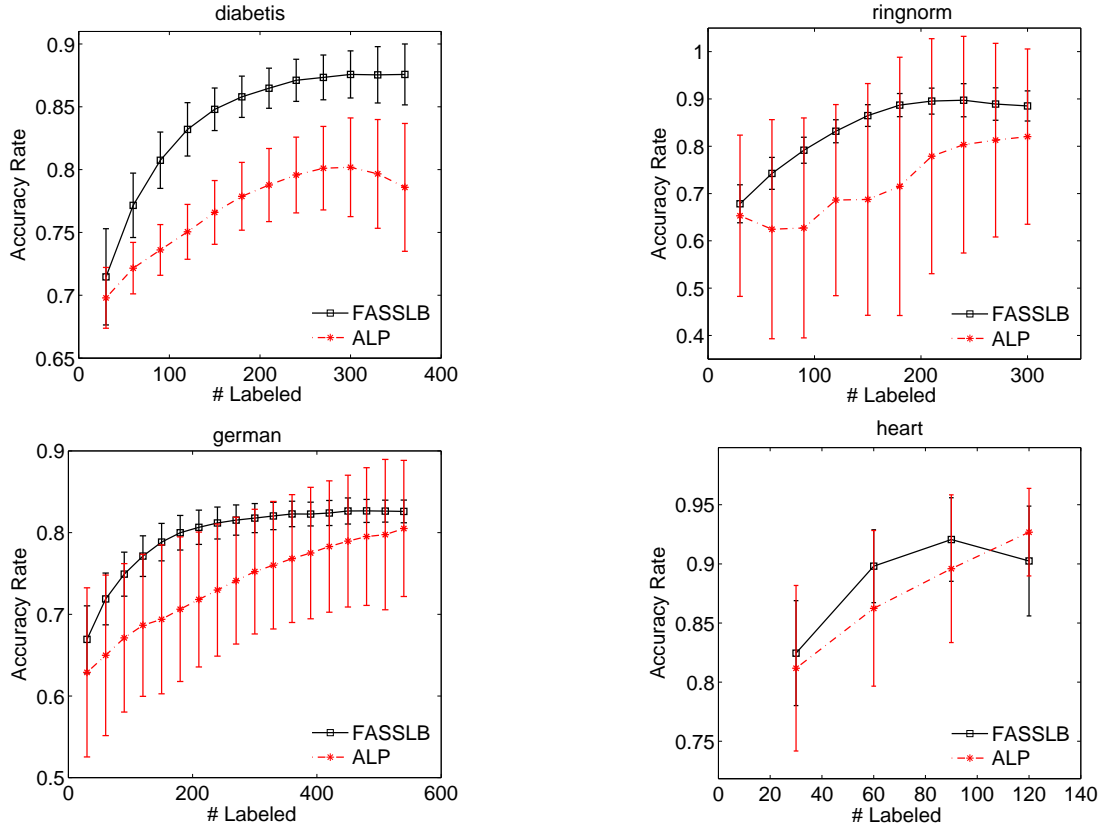 diabetis
0.9
0.85
0.8
0.75
0.7
0.65
Accuracy Rate
0 100 200 300 400
# Labeled
FASSLB
ALP
ringnorm
1
0.9
0.8
0.7
0.6
0.5
0.4
Accuracy Rate
0 100 200 300
# Labeled
FASSLB
ALP
german
0.9
0.8
0.7
0.6
0.5
Accuracy Rate
0 200 400 600
# Labeled
FASSLB
ALP
heart
0.95
0.9
0.85
0.8
0.75
Accuracy Rate
0 20 40 60 80 100 120 140
# Labeled
FASSLB
ALP